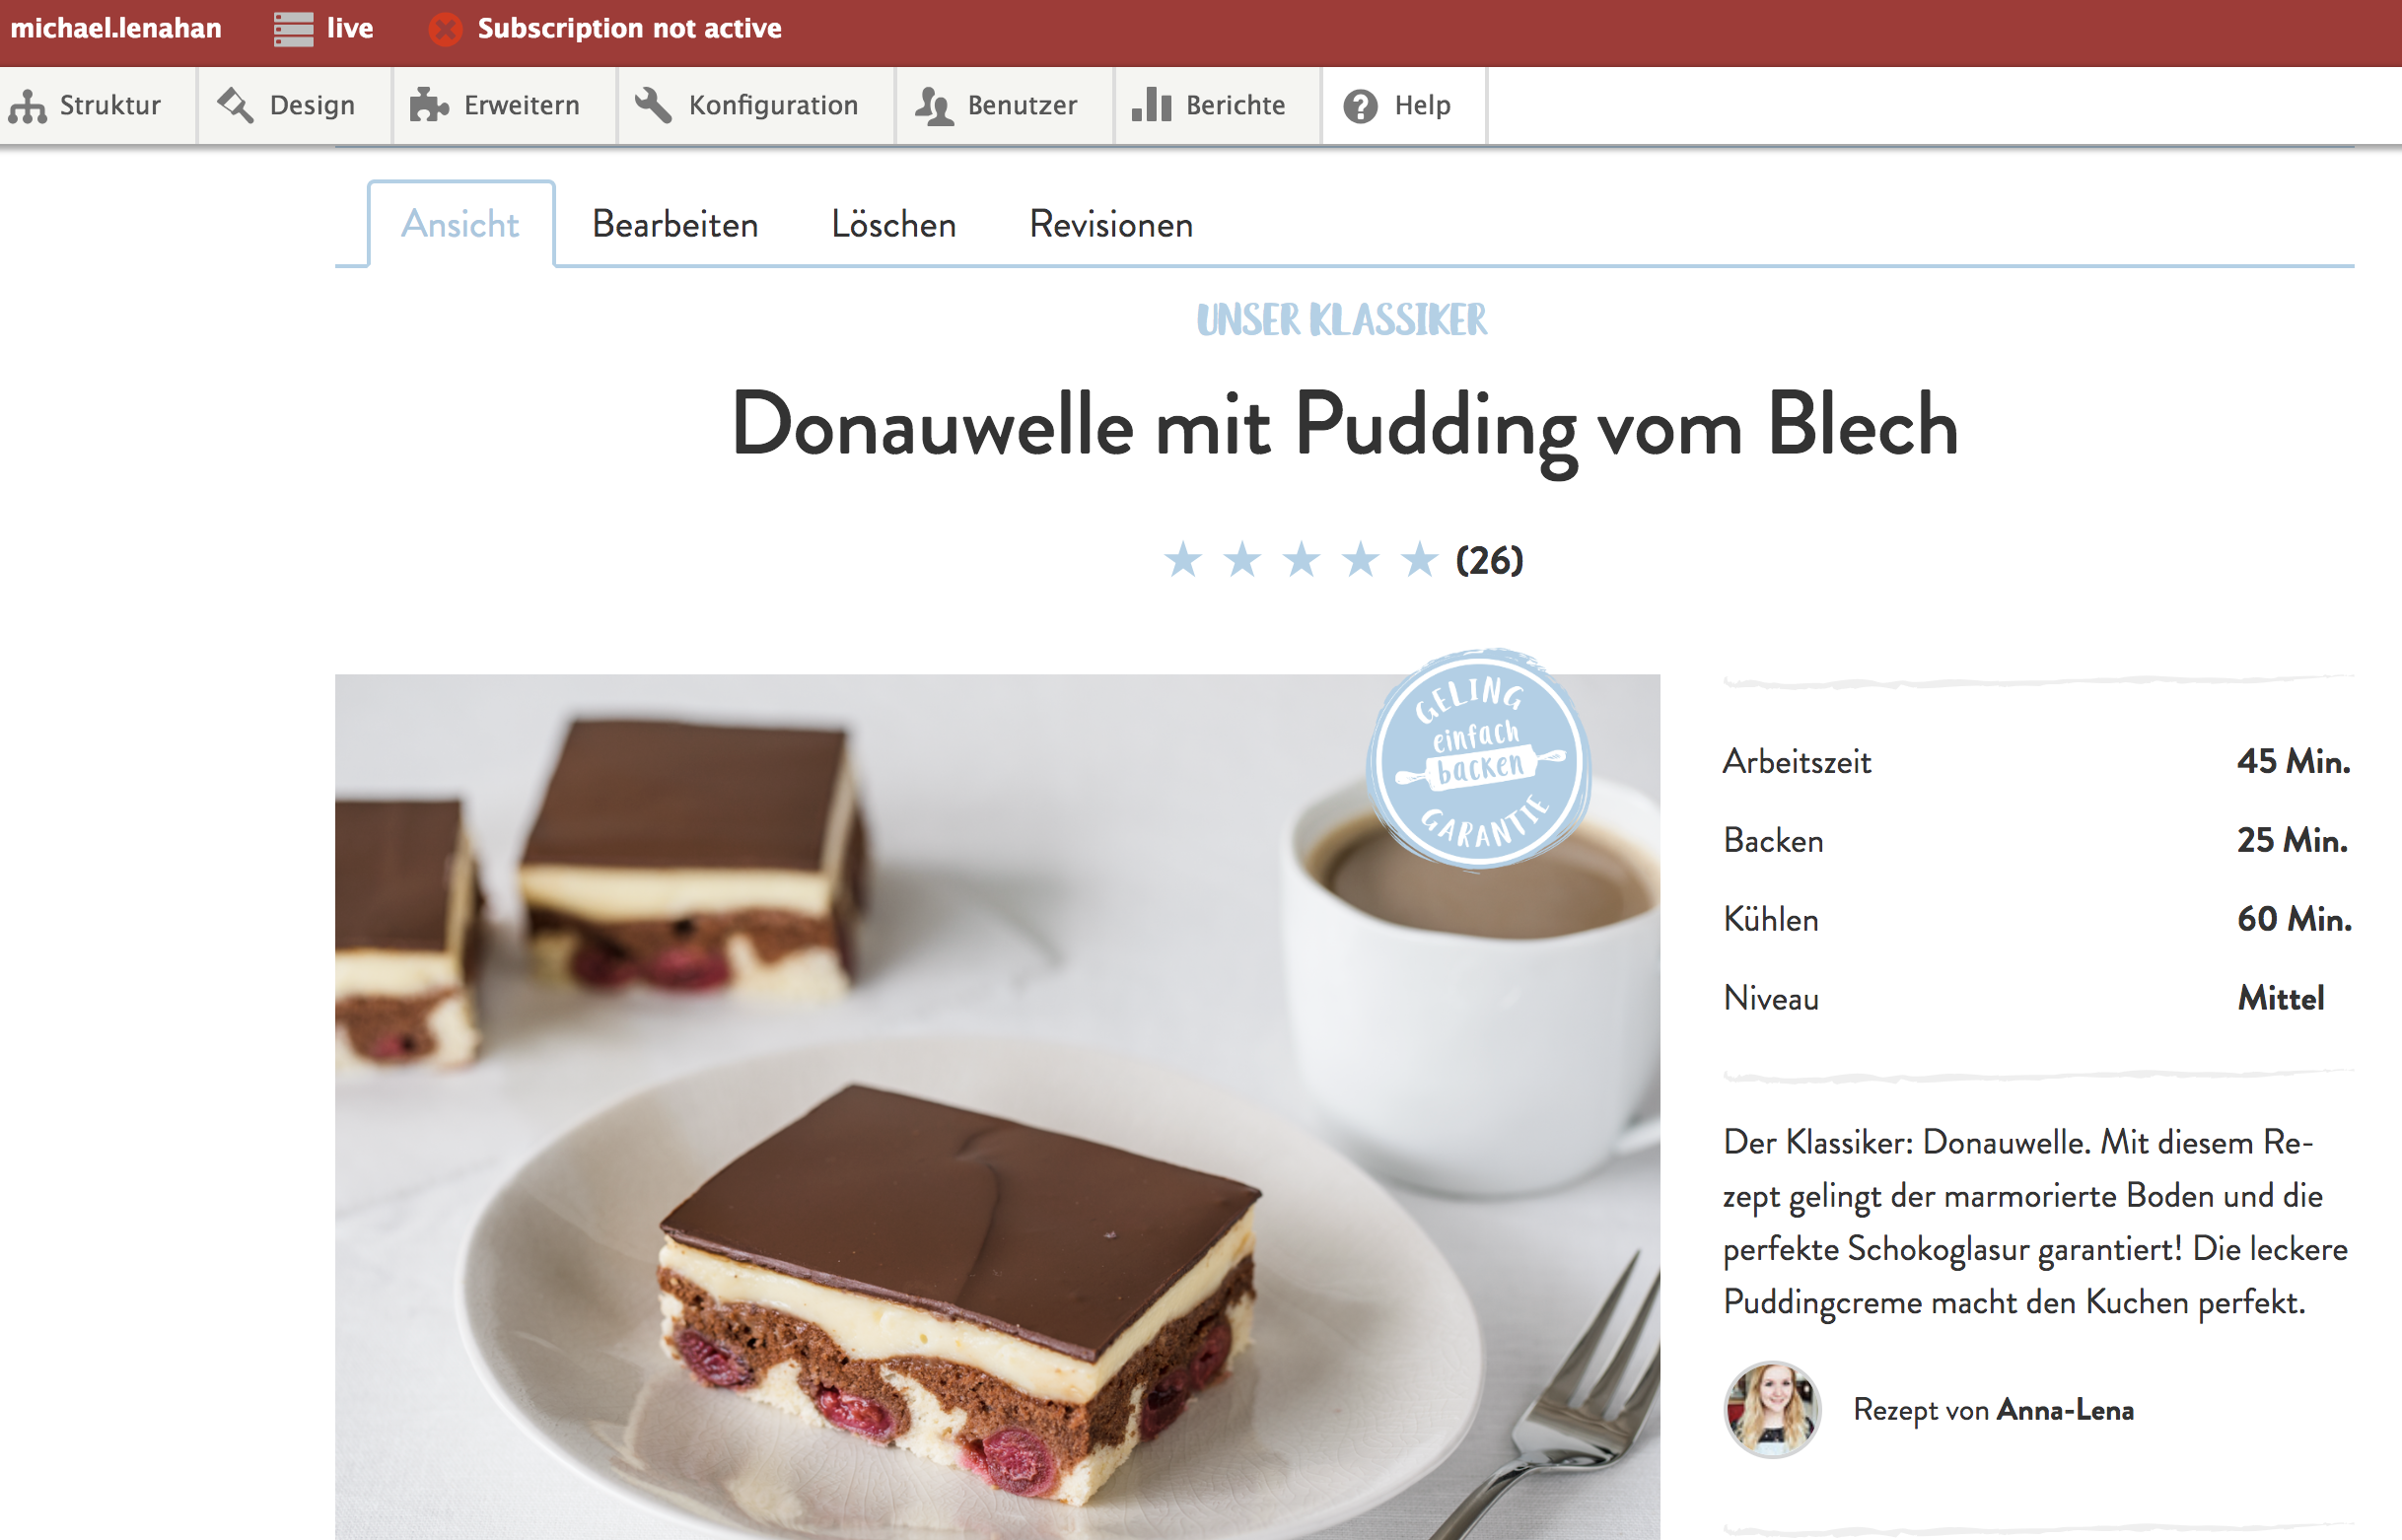 michael.lenahan live Subscription not active
Struktur Design Erweitern Konfiguration Benutzer Berichte Help
Ansicht Bearbeiten Löschen Revisionen
UNSER KLASSIKER
Donauwelle mit Pudding vom Blech
(26)
GELING
einfach
backen
GARANTIE
Arbeitszeit 45 Min.
Backen 25 Min.
Kühlen 60 Min.
Niveau Mittel
Der Klassiker: Donauwelle. Mit diesem Re-
zept gelingt der marmorierte Boden und die
perfekte Schokoglasur garantiert! Die leckere
Puddingcreme macht den Kuchen perfekt.
Rezept von Anna-Lena